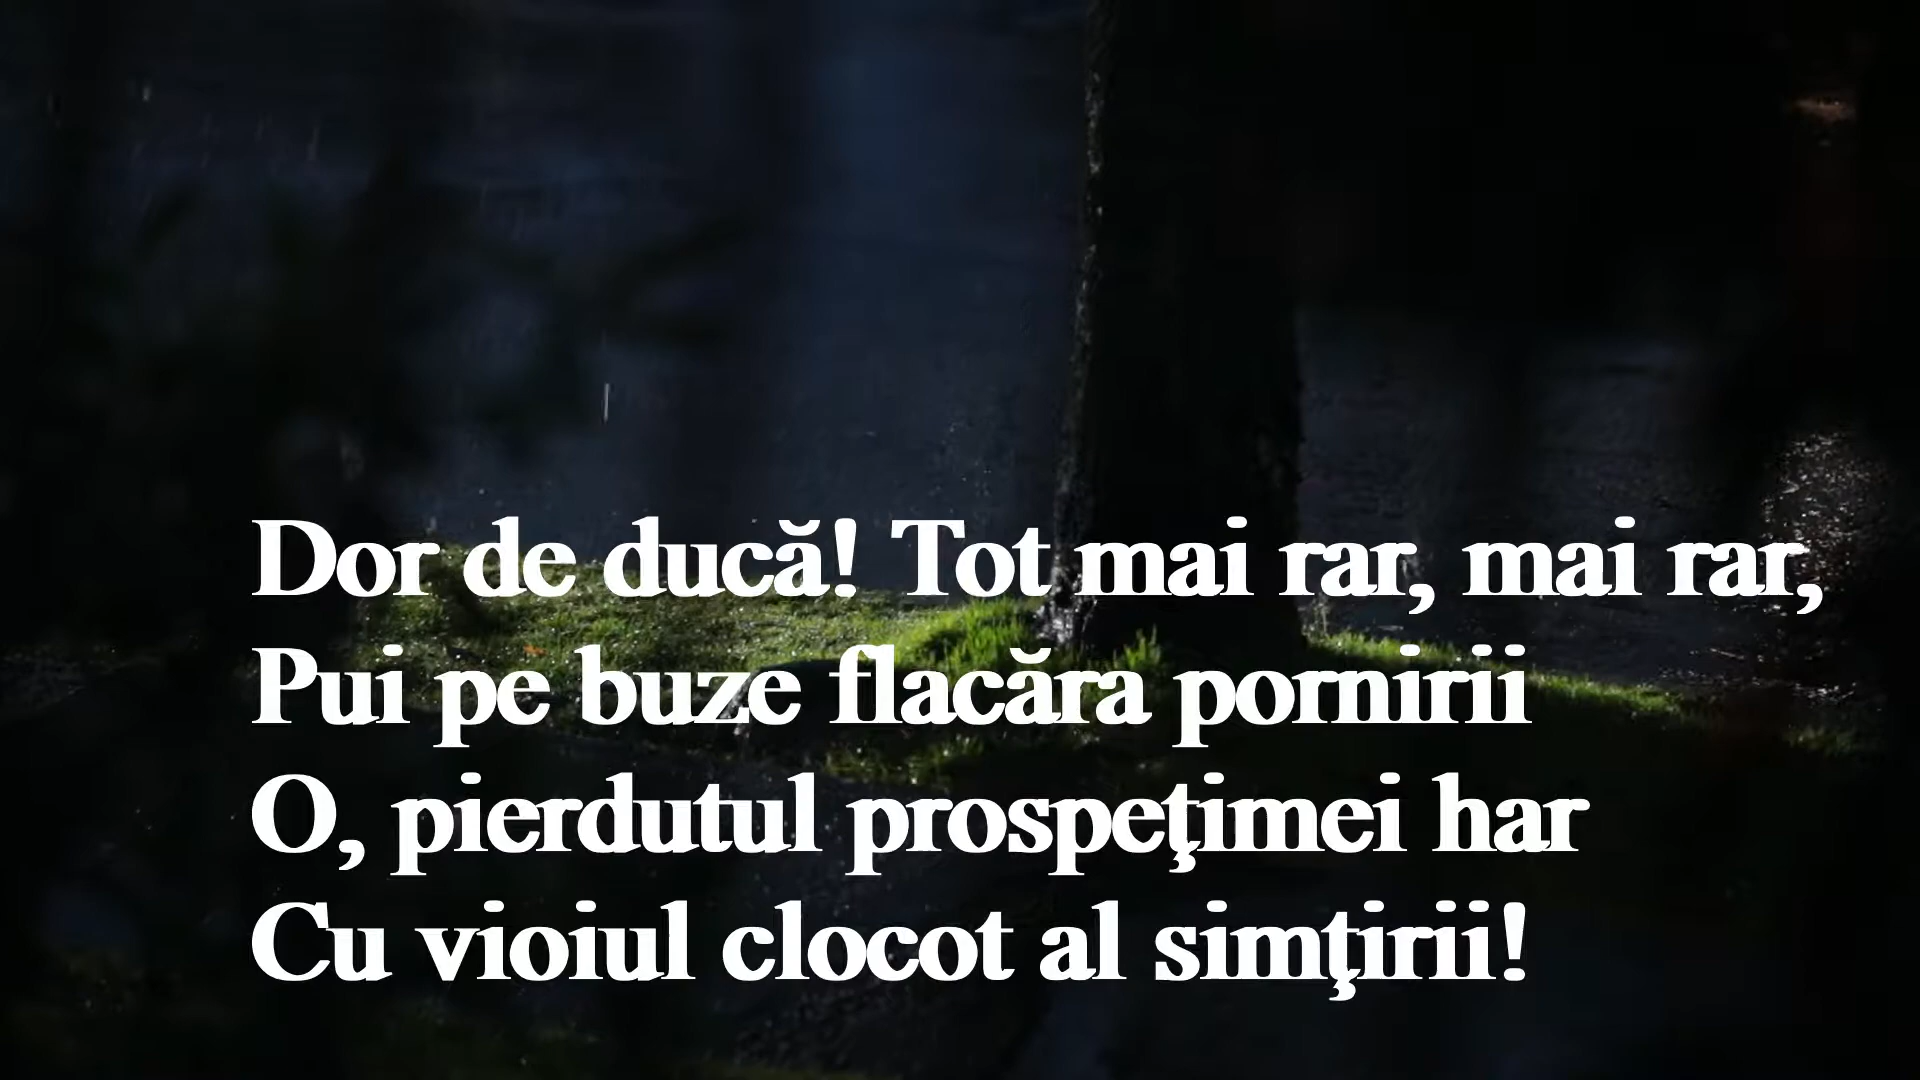 Dor de ducă! Tot mai rar, mai rar,
Pui pe buze flacăra pornirii
O, pierdutul prospeţimei har
Cu vioiul clocot al simţirii!